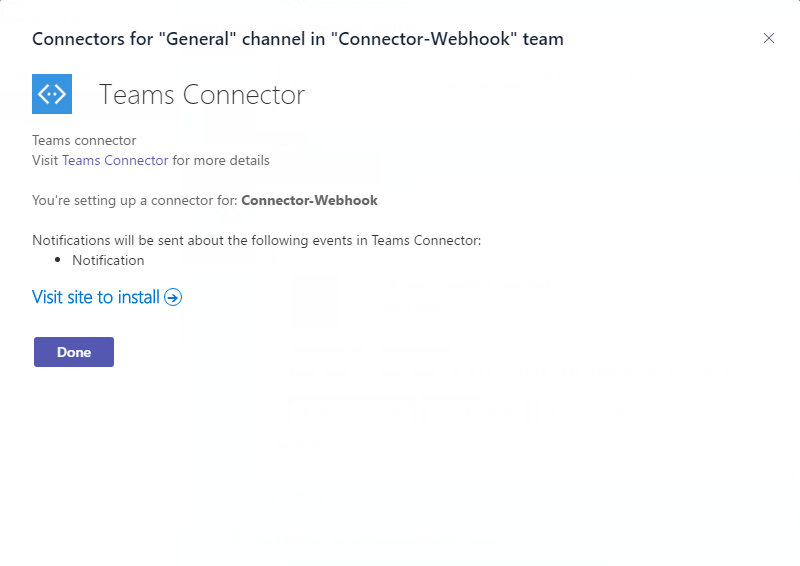 Connectors for "General" channel in "Connector-Webhook" team
Teams Connector
Teams connector
Visit Teams Connector for more details
You're setting up a connector for: Connector-Webhook
Notifications will be sent about the following events in Teams Connector:
Notification
Visit site to install
Done